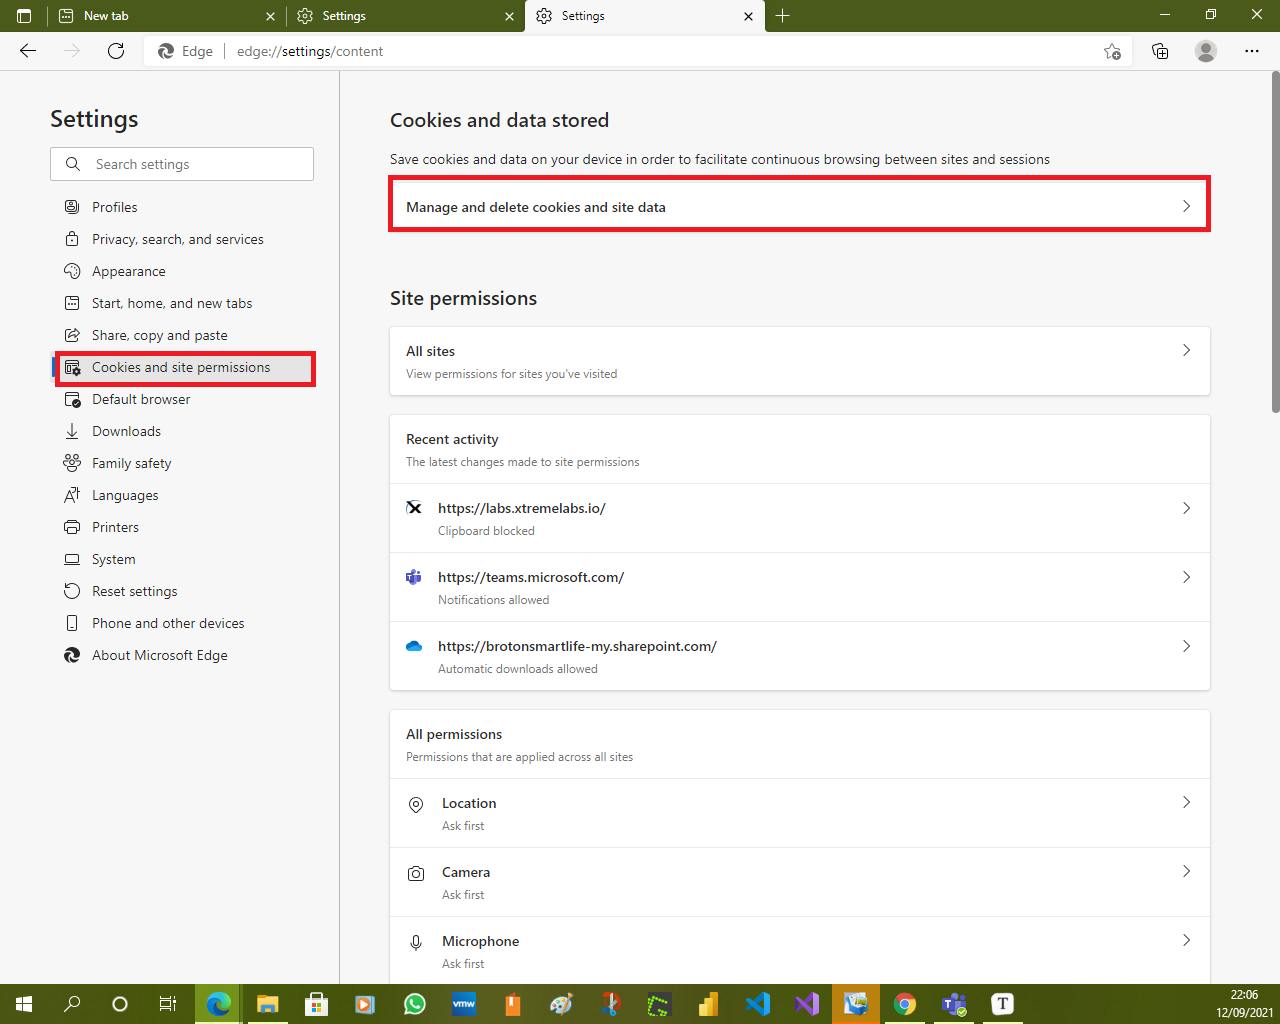 New tab
Settings
Settings
Edge
edge://settings/content
Settings
Search settings
Profiles
Privacy, search, and services
Appearance
Start, home, and new tabs
Share, copy and paste
Cookies and site permissions
Default browser
Downloads
Family safety
Languages
Printers
System
Reset settings
Phone and other devices
About Microsoft Edge
Cookies and data stored
Save cookies and data on your device in order to facilitate continuous browsing between sites and sessions
Manage and delete cookies and site data
Site permissions
All sites
View permissions for sites you've visited
Recent activity
The latest changes made to site permissions
https://labs.xtremelabs.io/
Clipboard blocked
https://teams.microsoft.com/
Notifications allowed
https://brotonsmartlife-my.sharepoint.com/
Automatic downloads allowed
All permissions
Permissions that are applied across all sites
Location
Ask first
Camera
Ask first
Microphone
Ask first
vmw
T
22:06
12/09/2021